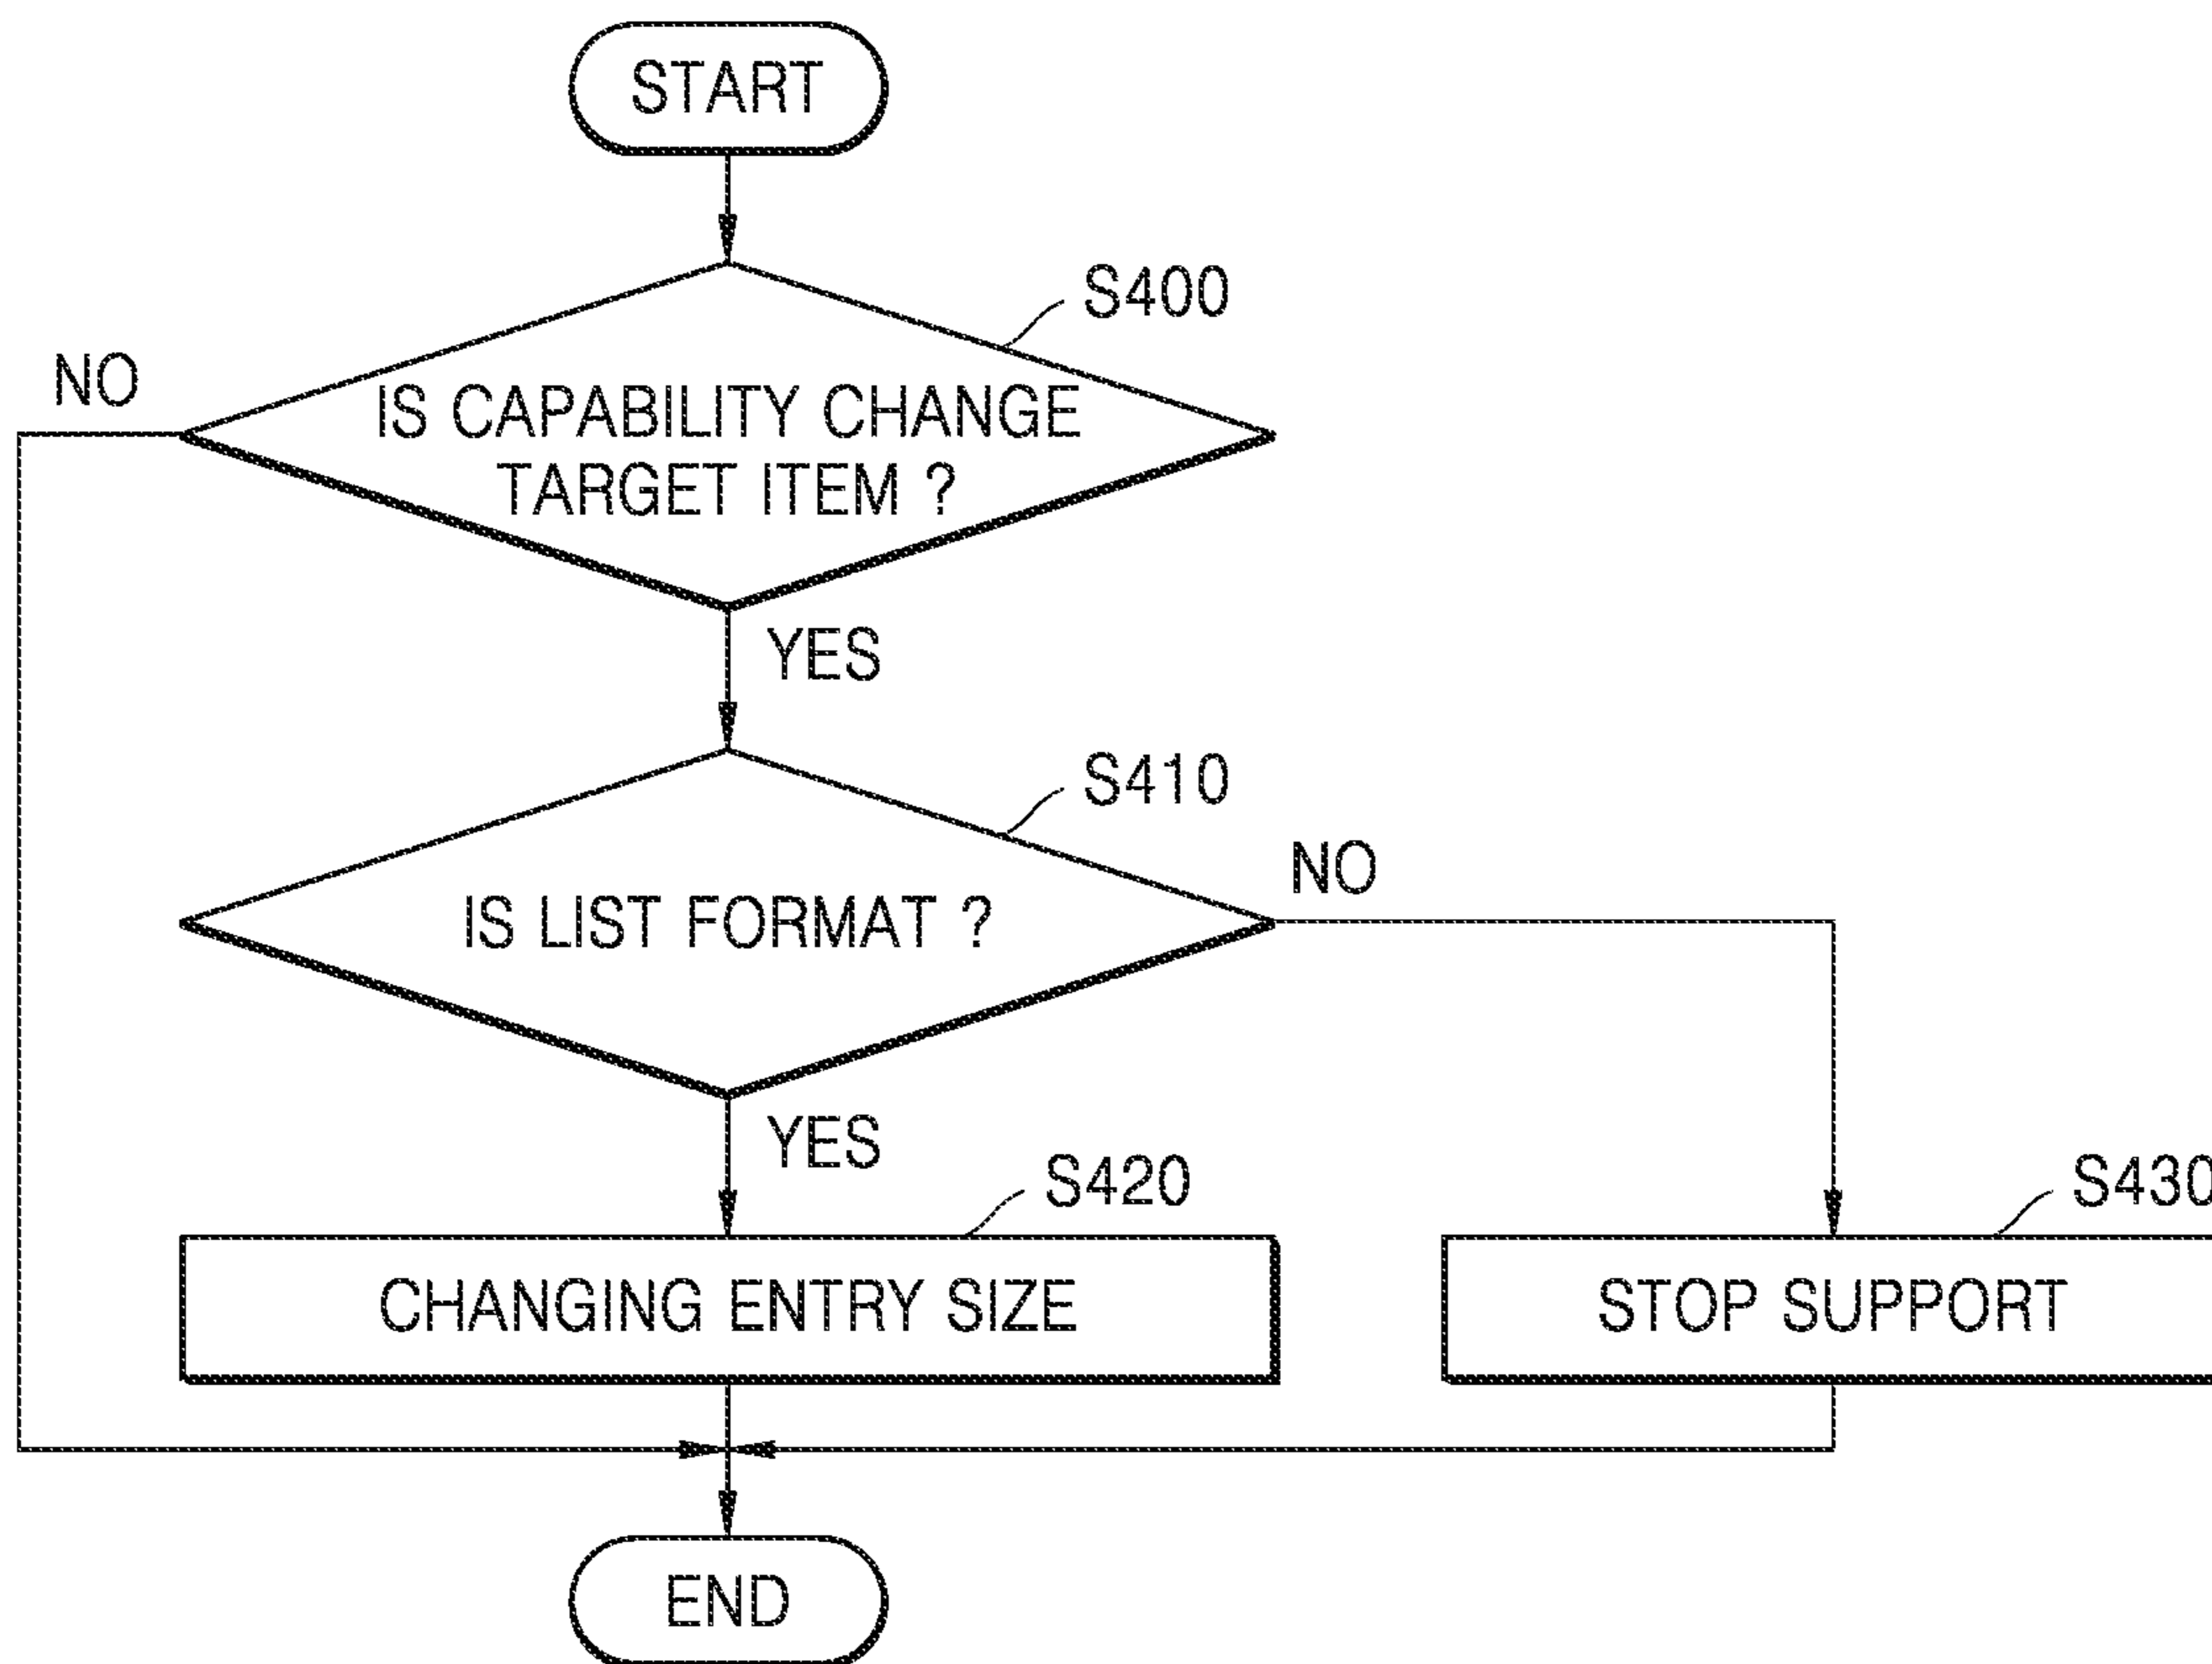 START
S400
NO
IS CAPABILITY CHANGE
TARGET ITEM ?
YES
S410
NO
IS LIST FORMAT ?
YES
S420
S430
CHANGING ENTRY SIZE
STOP SUPPORT
END